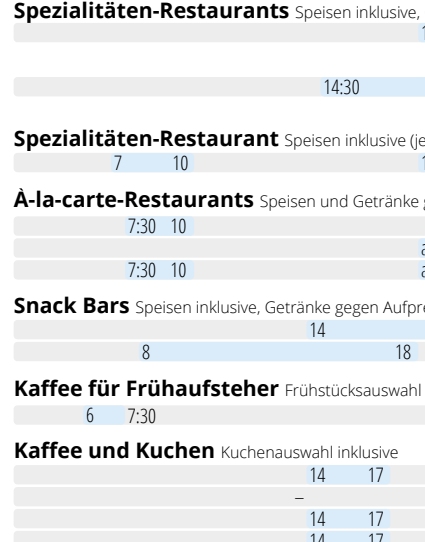 Spezialitäten-Restaurants Speisen inklusive,
14:30
Spezialitäten-Restaurant Speisen inklusive (je
7 10
À-la-carte-Restaurants Speisen und Getränke
7:30 10
7:30 10
Snack Bars Speisen inklusive, Getränke gegen Aufpre
14
8 18
Kaffee für Frühaufsteher Frühstücksauswahl
6 7:30
Kaffee und Kuchen Kuchenauswahl inklusive
14 17
–
14 17
14 17